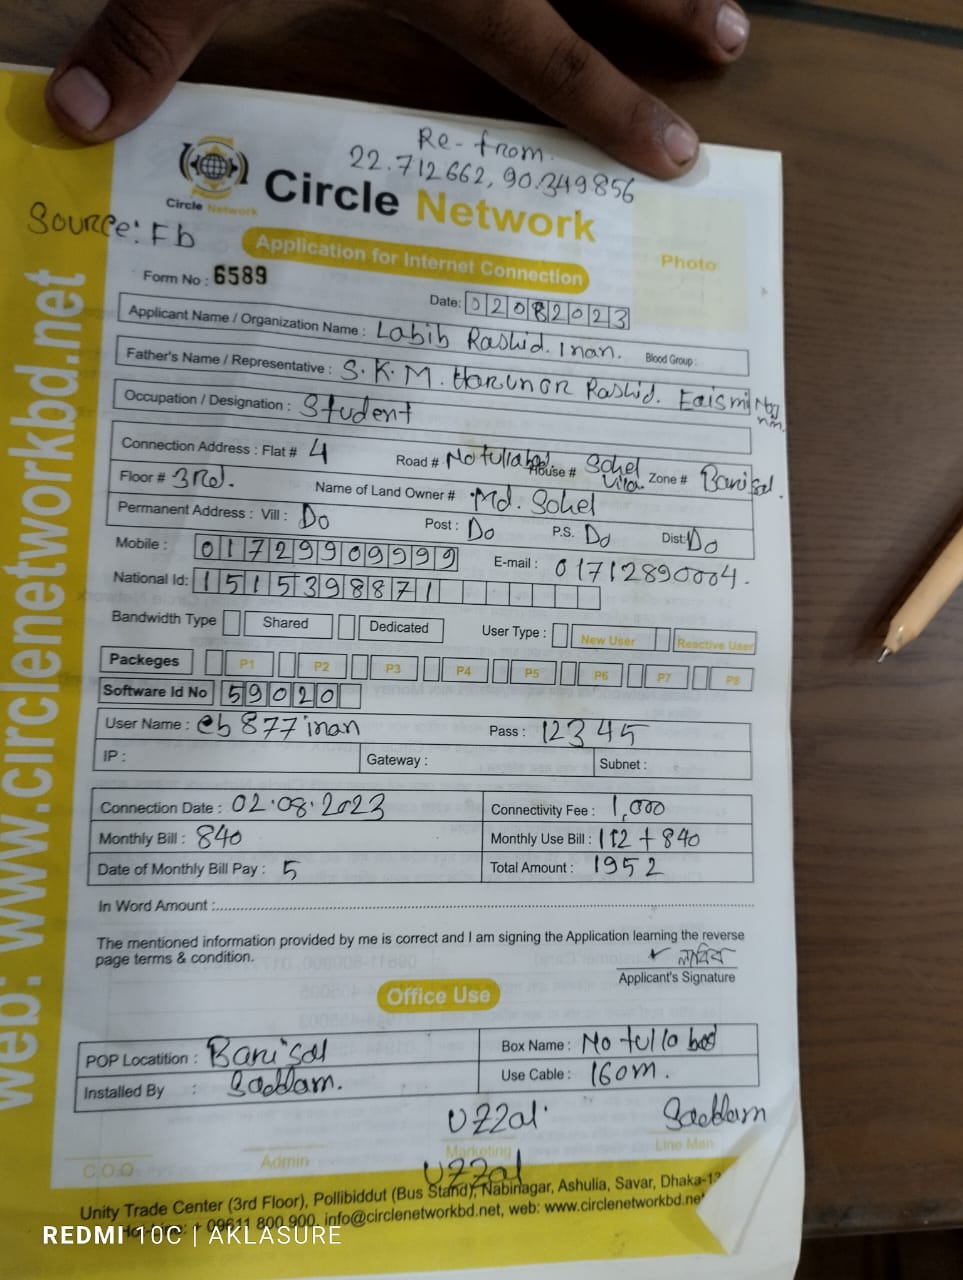 Re-from
22.712662, 90.349856
Circle Network
Circle Network
Source: Fb
Application for Internet Connection
Photo
Form No : 6589
Date: 02082023
Applicant Name / Organization Name : Labib Rashid. Inan. Blood Group :
Father's Name / Representative : S.K.M. Harunor Rashid.
Occupation / Designation : Student
Connection Address : Flat # 4 Road # Notullabad House # Sohel Villa Zone # Barisal.
Floor # 3Rd. Name of Land Owner # Md. Sohel
Permanent Address : Vill : Do Post : Do P.S. Do Dist: Do
Mobile : 01729909999 E-mail : 01712890004.
National Id: 1515398871
Bandwidth Type Shared Dedicated User Type : New User Reactive User
Packeges P1 P2 P3 P4 P5 P6 P7 P8
Software Id No 59020
User Name : eb877inan Pass : 12345
IP : Gateway : Subnet :
Connection Date : 02.08.2023 Connectivity Fee : 1,000
Monthly Bill : 840 Monthly Use Bill : 112 + 840
Date of Monthly Bill Pay : 5 Total Amount : 1952
In Word Amount :
The mentioned information provided by me is correct and I am signing the Application learning the reverse
page terms & condition.
লাবিব
Applicant's Signature
Office Use
POP Locatition : Barisal Box Name : Notullabad
Installed By : Saddam. Use Cable : 160m.
Uzzal. Saddam
C.O.O Admin Marketing Line Man
Uzzal
Unity Trade Center (3rd Floor), Pollibiddut (Bus Stand), Nabinagar, Ashulia, Savar, Dhaka-13
09611 800 900, info@circlenetworkbd.net, web: www.circlenetworkbd.net
web: www.circlenetworkbd.net
REDMI 10C | AKLASURE